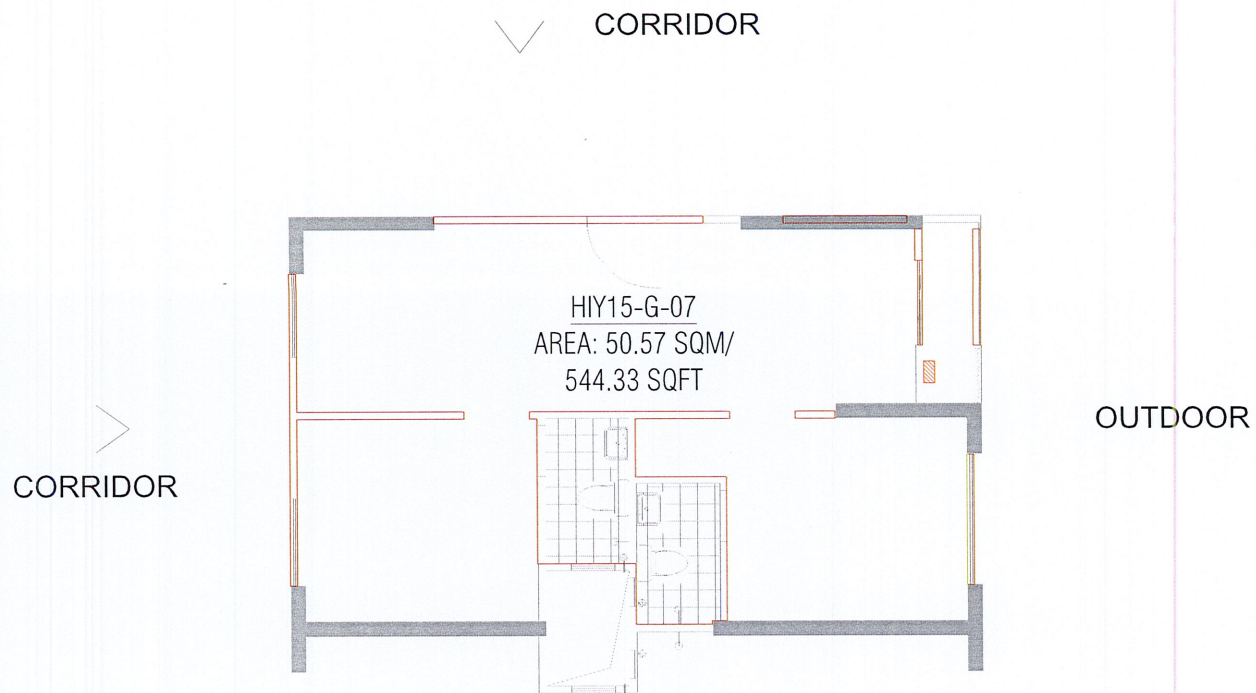 CORRIDOR
HIY15-G-07
AREA: 50.57 SQM/
544.33 SQFT
OUTDOOR
CORRIDOR